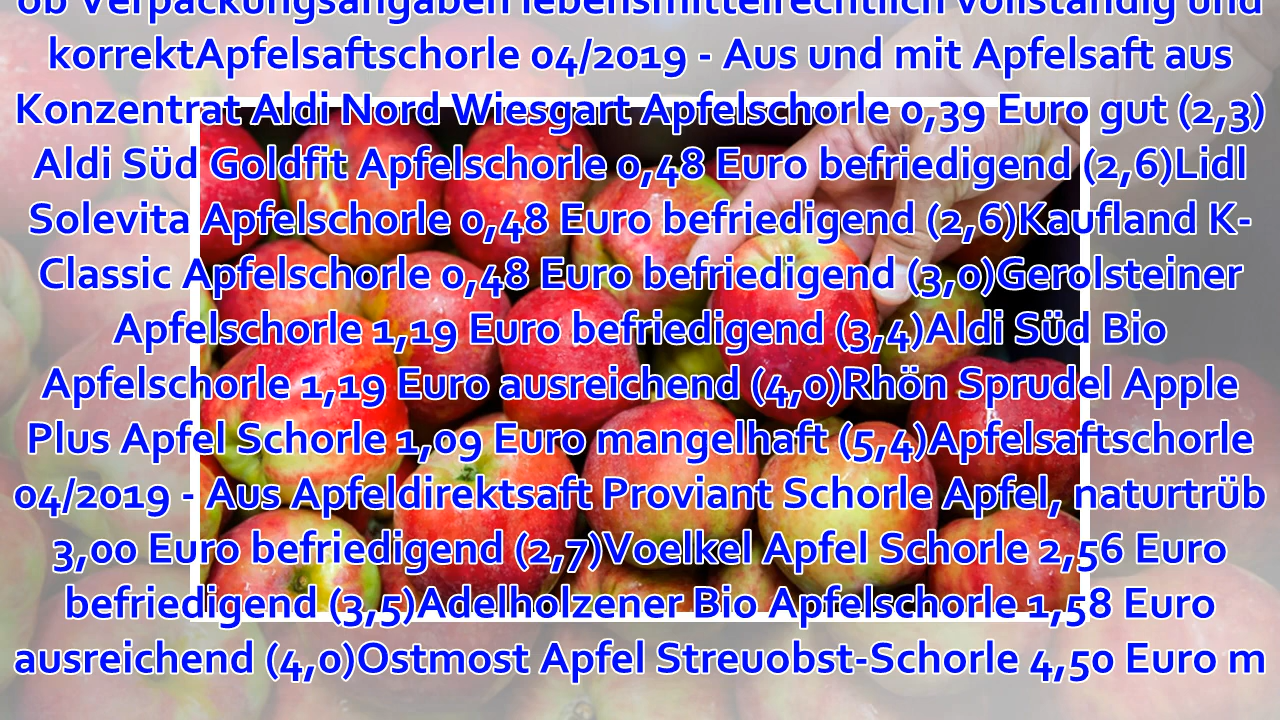 ob Verpackungsangaben lebensmittelrechtlich vollständig und
korrektApfelsaftschorle 04/2019 - Aus und mit Apfelsaft aus
Konzentrat Aldi Nord Wiesgart Apfelschorle 0,39 Euro gut (2,3)
Aldi Süd Goldfit Apfelschorle 0,48 Euro befriedigend (2,6)Lidl
Solevita Apfelschorle 0,48 Euro befriedigend (2,6)Kaufland K-
Classic Apfelschorle 0,48 Euro befriedigend (3,0)Gerolsteiner
Apfelschorle 1,19 Euro befriedigend (3,4)Aldi Süd Bio
Apfelschorle 1,19 Euro ausreichend (4,0)Rhön Sprudel Apple
Plus Apfel Schorle 1,09 Euro mangelhaft (5,4)Apfelsaftschorle
04/2019 - Aus Apfeldirektsaft Proviant Schorle Apfel, naturtrüb
3,00 Euro befriedigend (2,7)Voelkel Apfel Schorle 2,56 Euro
befriedigend (3,5)Adelholzener Bio Apfelschorle 1,58 Euro
ausreichend (4,0)Ostmost Apfel Streuobst-Schorle 4,50 Euro m